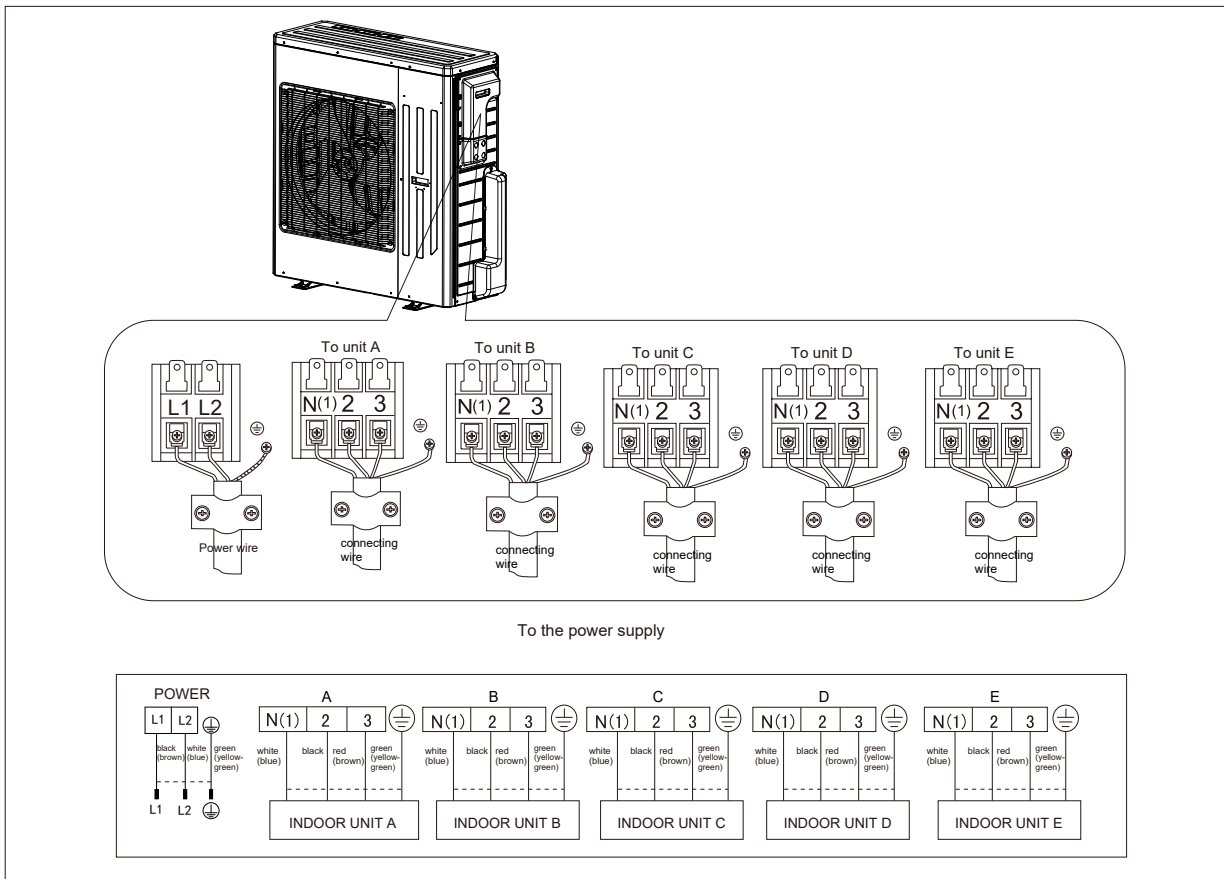 To unit A
To unit B
To unit C
To unit D
To unit E
L1 L2
N(1) 2 3
N(1) 2 3
N(1) 2 3
N(1) 2 3
N(1) 2 3
Power wire
connecting
wire
connecting
wire
connecting
wire
connecting
wire
connecting
wire
To the power supply
POWER
L1 L2
black
(brown)
white
(blue)
green
(yellow-
green)
L1 L2
A
N(1) 2 3
white
(blue)
black
red
(brown)
green
(yellow-
green)
INDOOR UNIT A
B
N(1) 2 3
white
(blue)
black
red
(brown)
green
(yellow-
green)
INDOOR UNIT B
C
N(1) 2 3
white
(blue)
black
red
(brown)
green
(yellow-
green)
INDOOR UNIT C
D
N(1) 2 3
white
(blue)
black
red
(brown)
green
(yellow-
green)
INDOOR UNIT D
E
N(1) 2 3
white
(blue)
black
red
(brown)
green
(yellow-
green)
INDOOR UNIT E